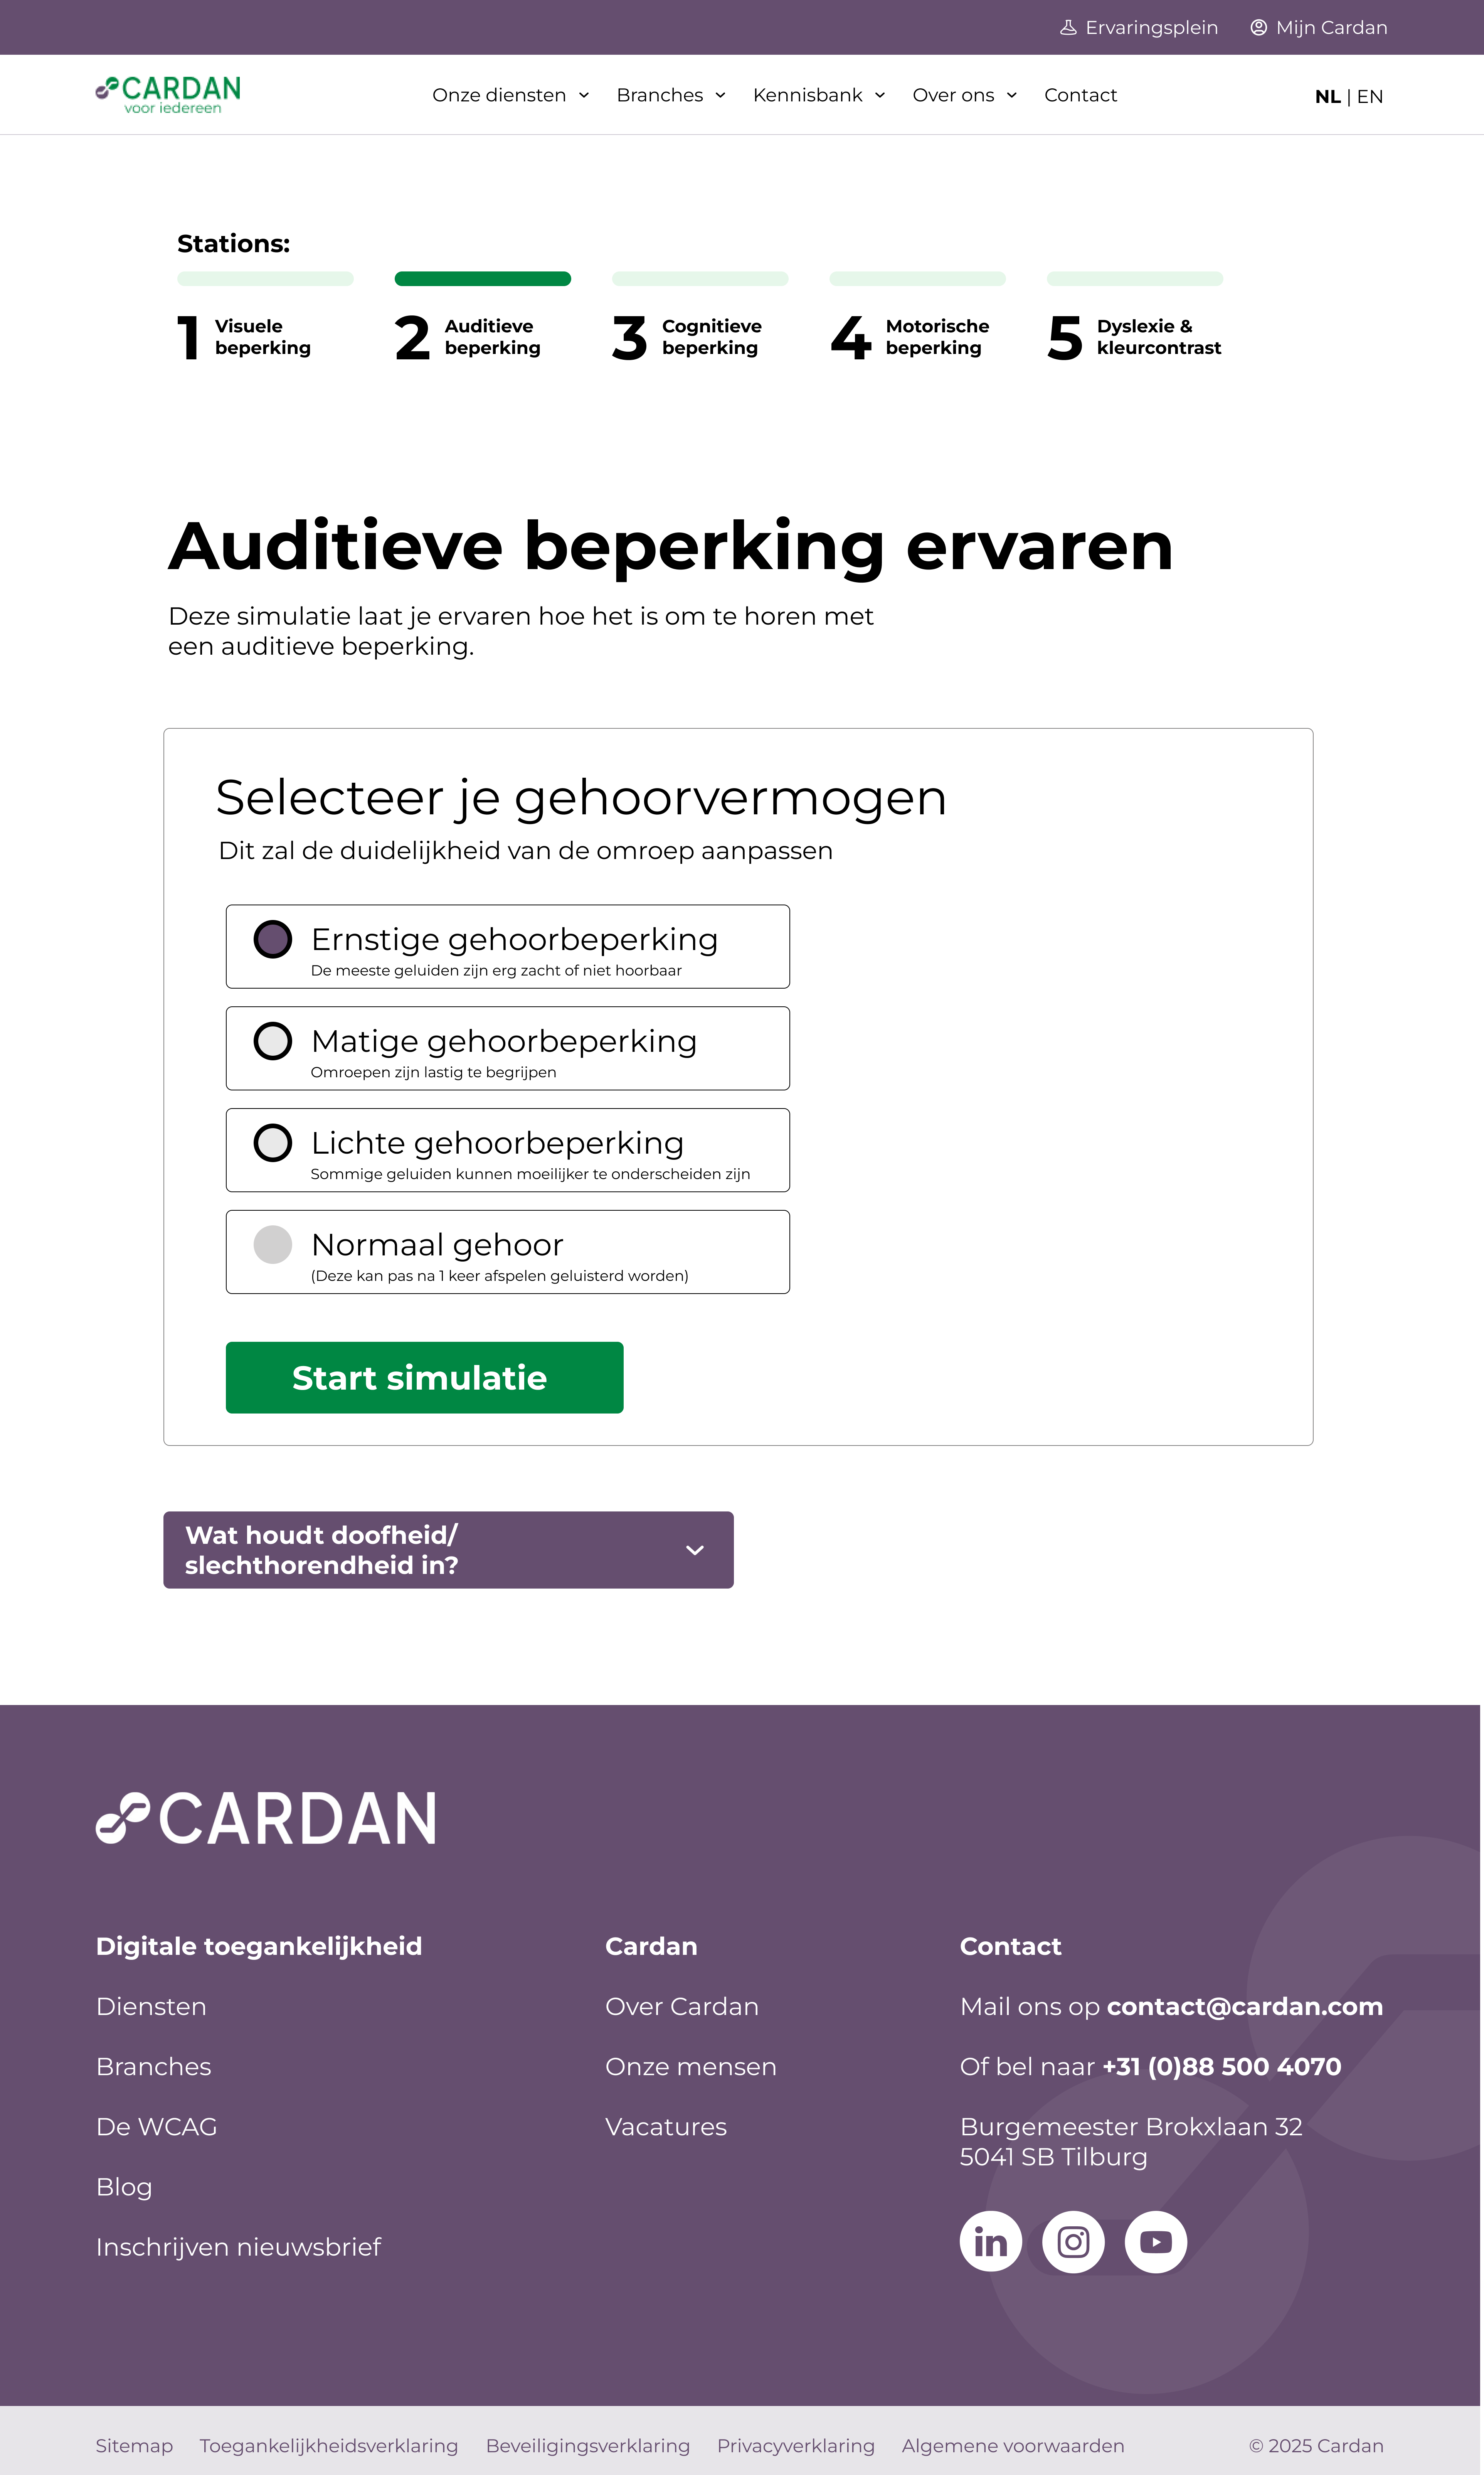 Ervaringsplein Mijn Cardan
CARDAN
voor iedereen
Onze diensten Branches Kennisbank Over ons Contact NL | EN
Stations:
1 Visuele beperking
2 Auditieve beperking
3 Cognitieve beperking
4 Motorische beperking
5 Dyslexie & kleurcontrast
Auditieve beperking ervaren
Deze simulatie laat je ervaren hoe het is om te horen met
een auditieve beperking.
Selecteer je gehoorvermogen
Dit zal de duidelijkheid van de omroep aanpassen
Ernstige gehoorbeperking
De meeste geluiden zijn erg zacht of niet hoorbaar
Matige gehoorbeperking
Omroepen zijn lastig te begrijpen
Lichte gehoorbeperking
Sommige geluiden kunnen moeilijker te onderscheiden zijn
Normaal gehoor
(Deze kan pas na 1 keer afspelen geluisterd worden)
Start simulatie
Wat houdt doofheid/
slechthorendheid in?
CARDAN
Digitale toegankelijkheid
Diensten
Branches
De WCAG
Blog
Inschrijven nieuwsbrief
Cardan
Over Cardan
Onze mensen
Vacatures
Contact
Mail ons op contact@cardan.com
Of bel naar +31 (0)88 500 4070
Burgemeester Brokxlaan 32
5041 SB Tilburg
in
Sitemap Toegankelijkheidsverklaring Beveiligingsverklaring Privacyverklaring Algemene voorwaarden © 2025 Cardan